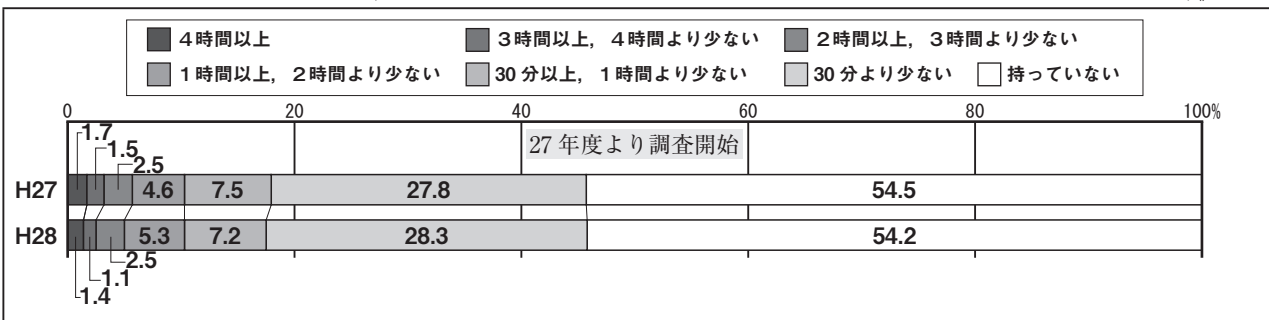 4時間以上 3時間以上，4時間より少ない 2時間以上，3時間より少ない
1時間以上，2時間より少ない 30分以上，1時間より少ない 30分より少ない 持っていない
0 20 40 60 80 100%
27年度より調査開始
1.7
1.5
2.5
H27 4.6 7.5 27.8 54.5
H28 5.3 7.2 28.3 54.2
2.5
1.1
1.4